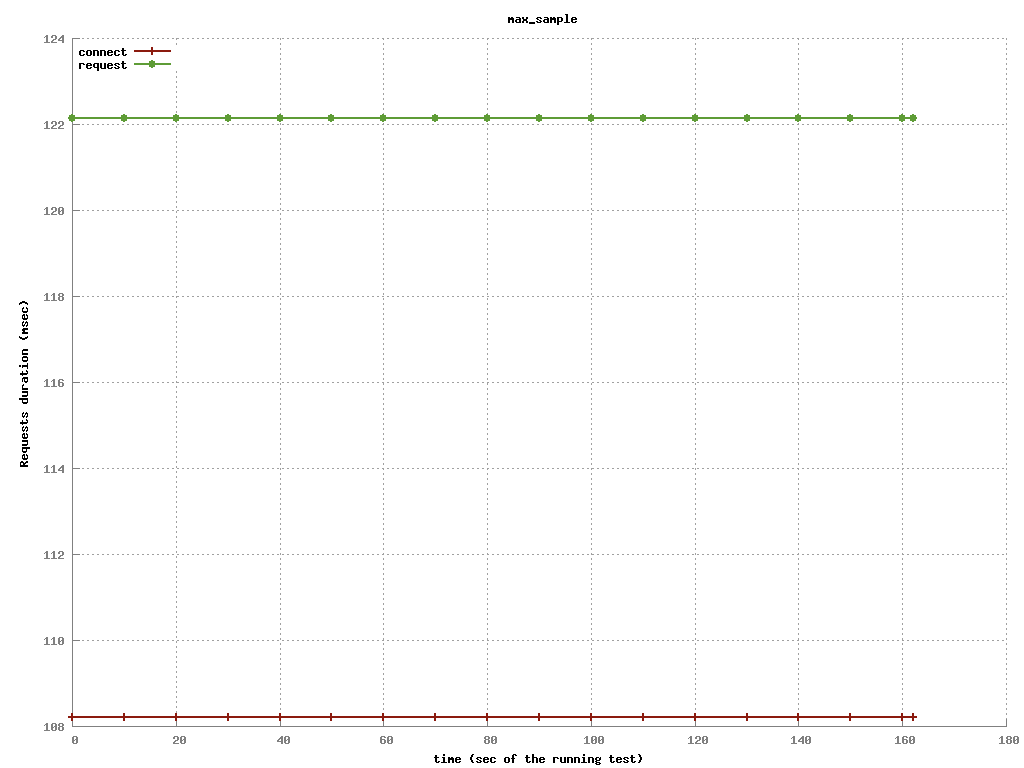 max_sample
connect
request
124
122
120
118
116
114
112
110
108
0 20 40 60 80 100 120 140 160 180
Requests duration (msec)
time (sec of the running test)